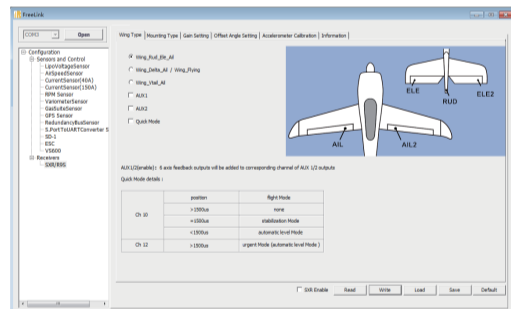 FreeLink
COM3
Open
Wing Type | Mounting Type | Gain Setting | Offset Angle Setting | Accelerometer Calibration | Information
Configuration
Sensors and Control
LipoVoltageSensor
AirSpeedSensor
CurrentSensor(40A)
CurrentSensor(150A)
RPM Sensor
VariometerSensor
GasSuiteSensor
GPS Sensor
RedundancyBusSensor
S.PortToUARTConverter S
SD-1
ESC
VS600
Receivers
SXR/RXS
Wing_Rud_Ele_Ail
Wing_Delta_Ail / Wing_Flying
Wing_Vtail_Ail
AUX1
AUX2
Quick Mode
ELE
RUD
ELE2
AIL
AIL2
AUX1/2(enable): 6 axis feedback outputs will be added to corresponding channel of AUX 1/2 outputs
Quick Mode details :
position flight Mode
Ch 10
>1500us none
=1500us stabilization Mode
<1500us automatic level Mode
Ch 12 >1500us urgent Mode (automatic level Mode )
SXR Enable
Read
Write
Load
Save
Default